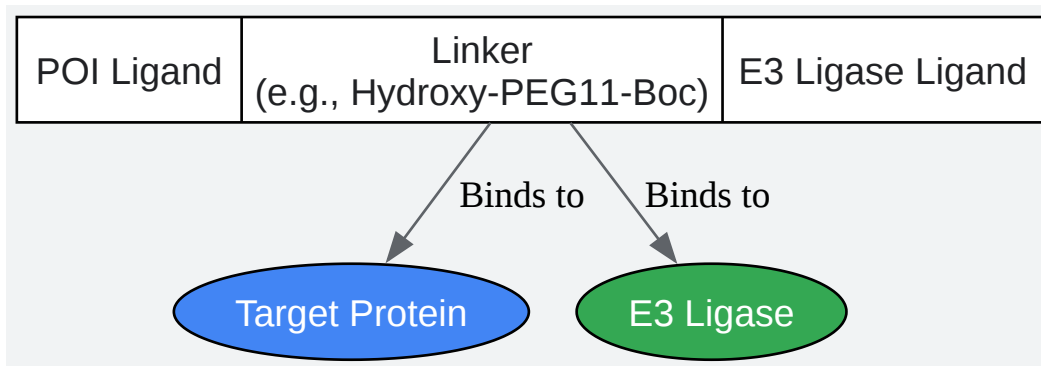 POI Ligand
Linker
(e.g., Hydroxy-PEG11-Boc)
E3 Ligase Ligand
Binds to
Binds to
Target Protein
E3 Ligase